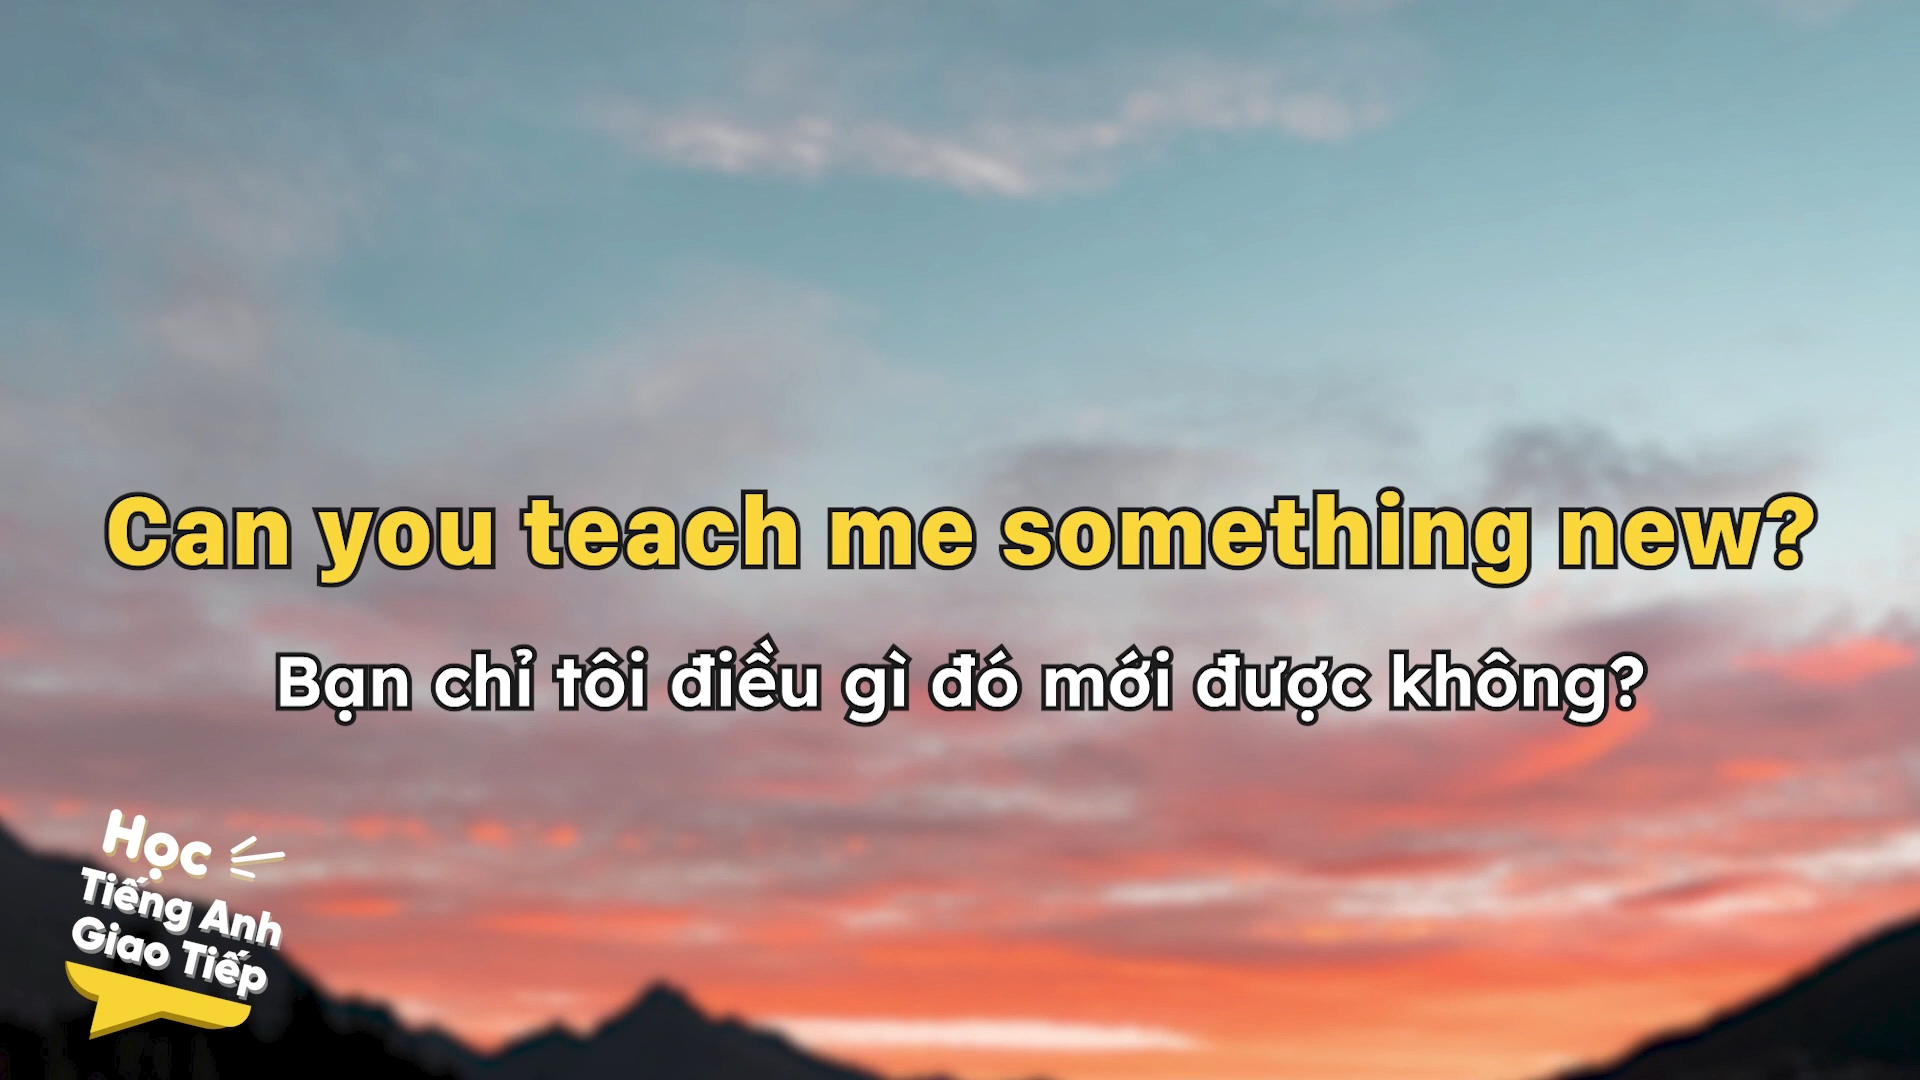 Can you teach me something new?
Bạn chỉ tôi điều gì đó mới được không?
Học
Tiếng Anh
Giao Tiếp